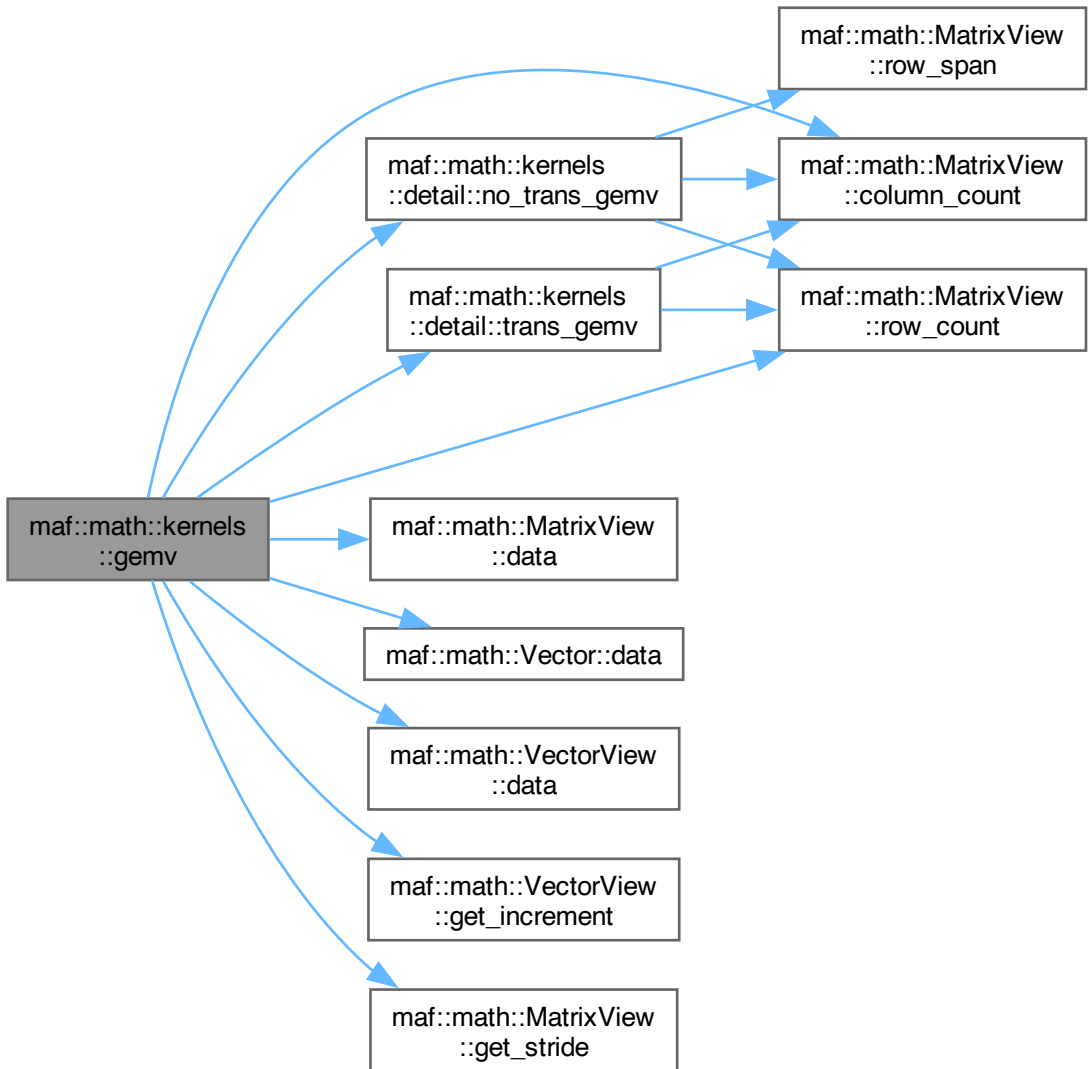 maf::math::MatrixView
::row_span
maf::math::kernels
::detail::no_trans_gemv
maf::math::MatrixView
::column_count
maf::math::kernels
::detail::trans_gemv
maf::math::MatrixView
::row_count
maf::math::kernels
::gemv
maf::math::MatrixView
::data
maf::math::Vector::data
maf::math::VectorView
::data
maf::math::VectorView
::get_increment
maf::math::MatrixView
::get_stride